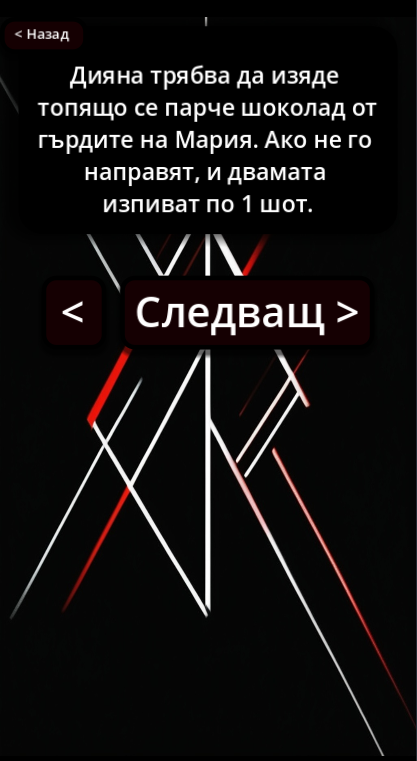 < Назад
Дияна трябва да изяде
топящо се парче шоколад от
гърдите на Мария. Ако не го
направят, и двамата
изпиват по 1 шот.
< Следващ >